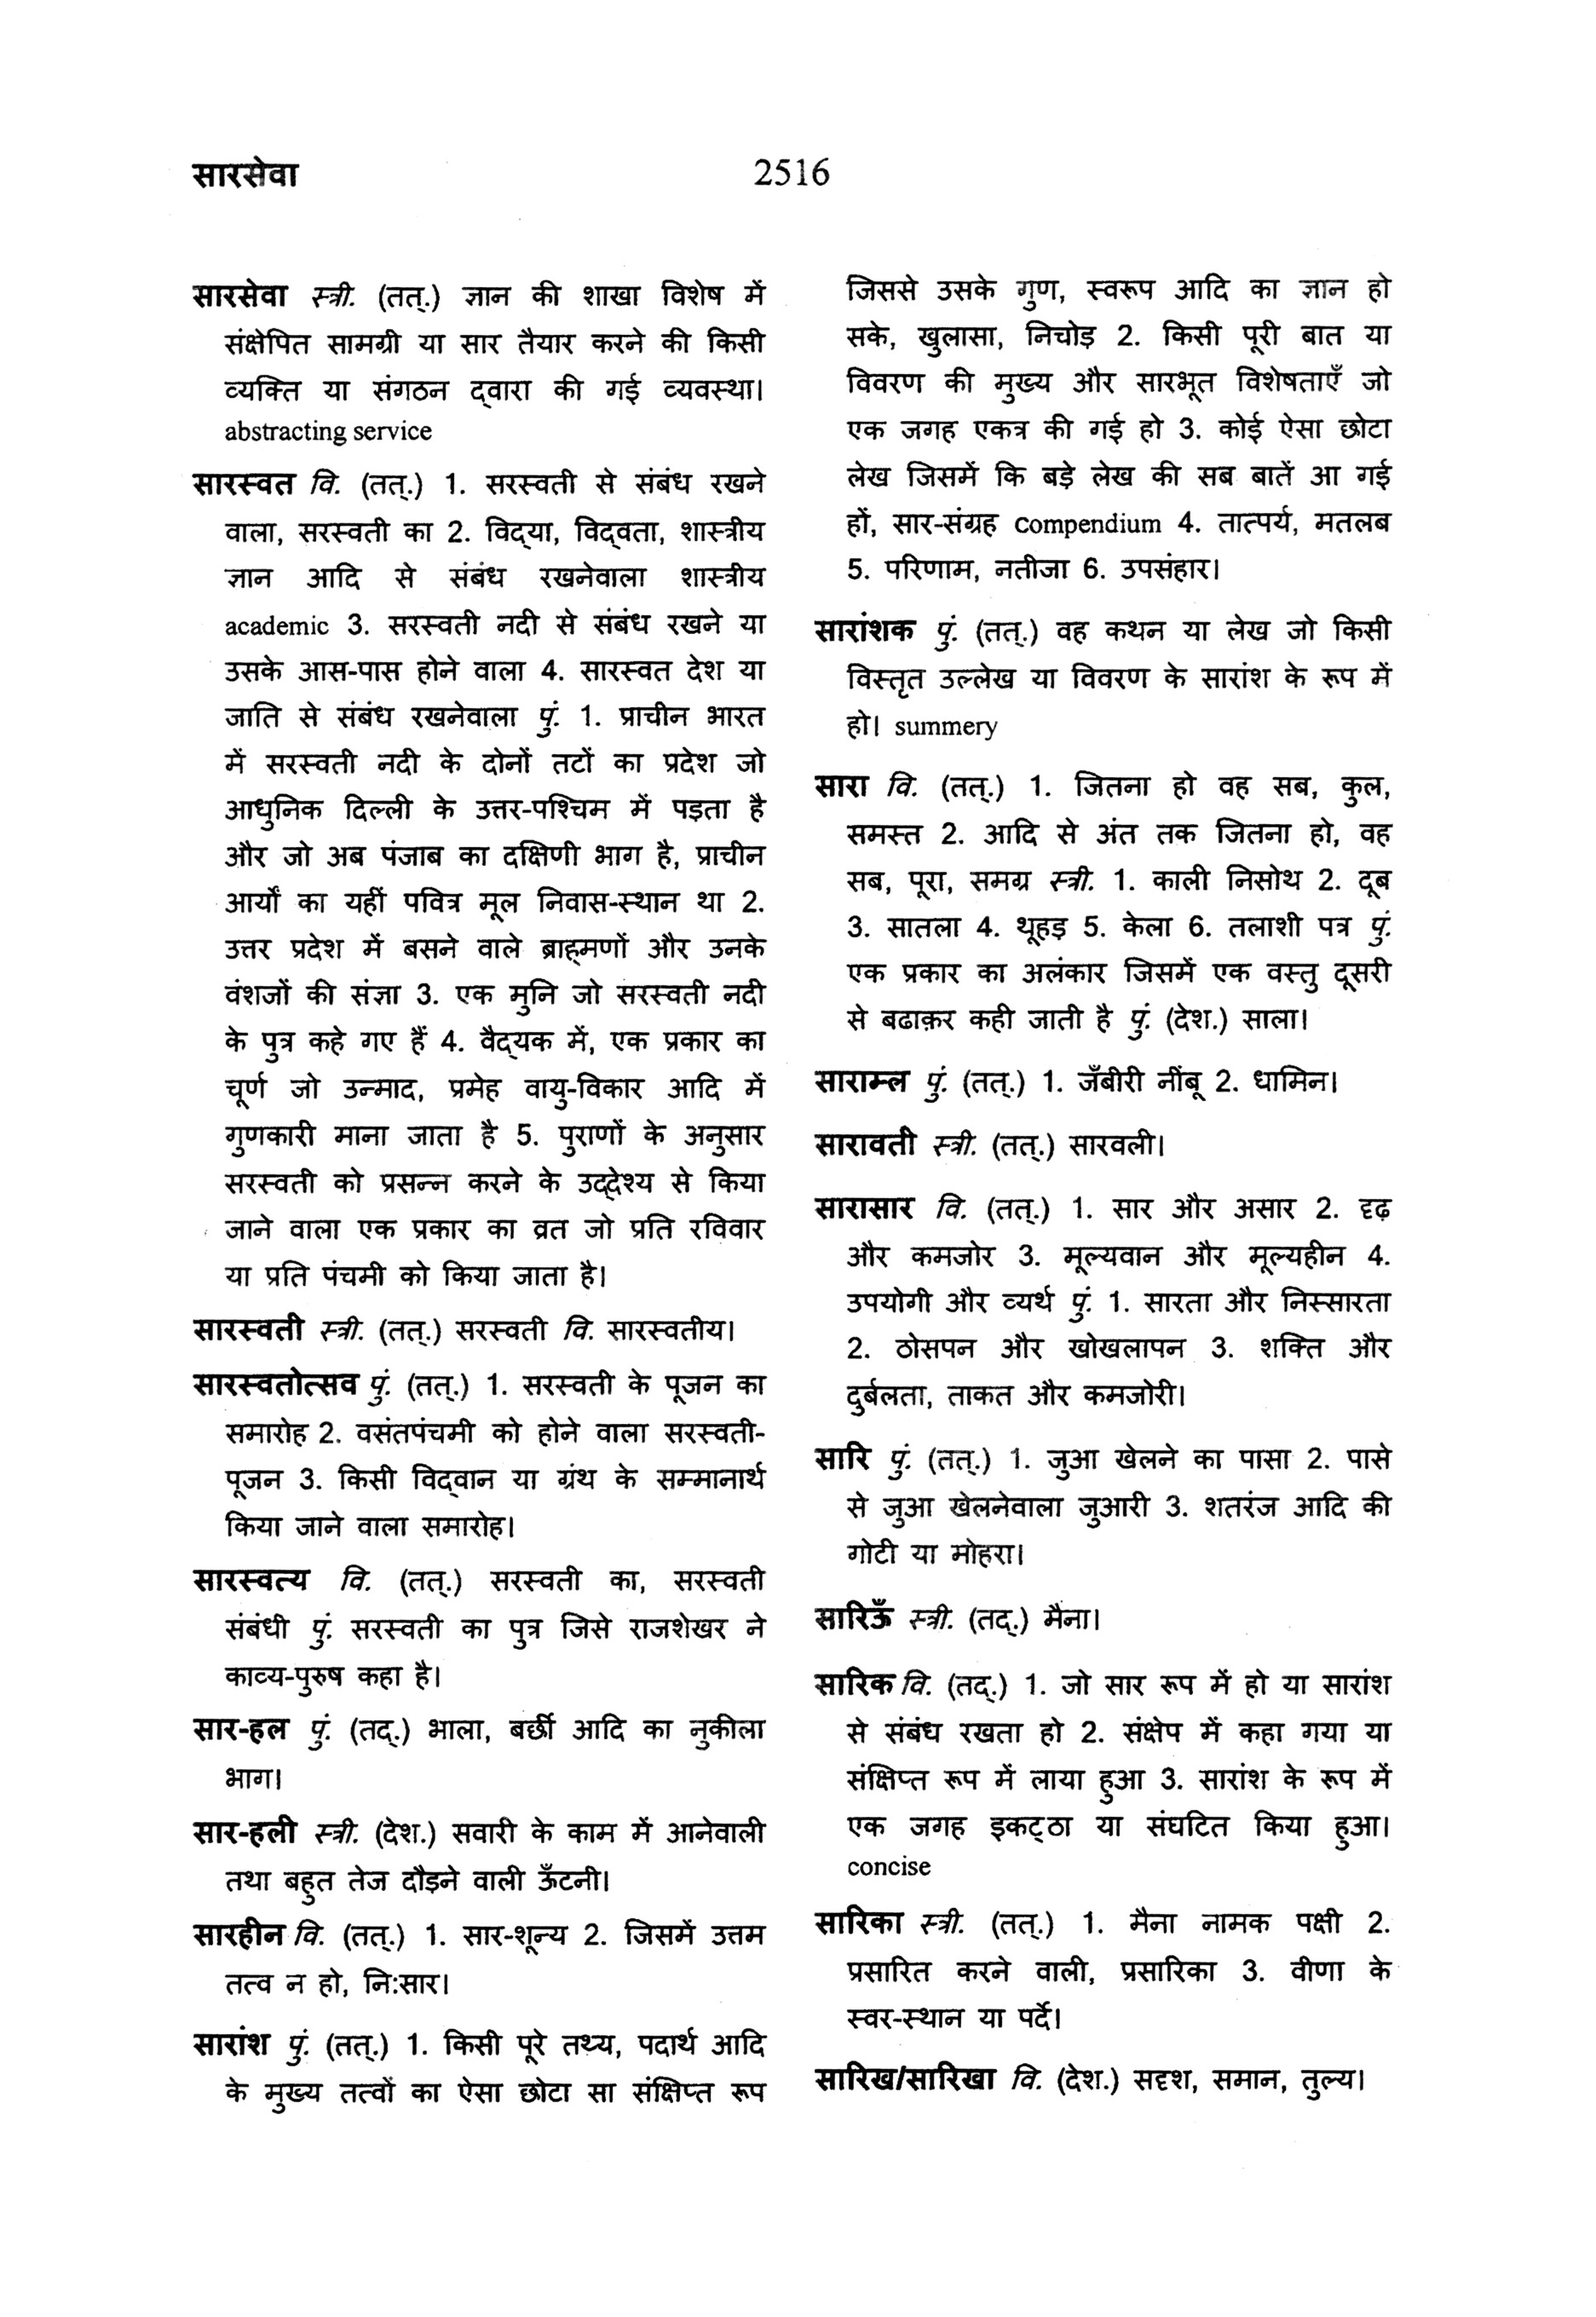 सारसेवा
2516
सारसेवा स्त्री. (तत्.) ज्ञान की शाखा विशेष में
संक्षेपित सामग्री या सार तैयार करने की किसी
व्यक्ति या संगठन द्‌वारा की गई व्यवस्था।
abstracting service
सारस्वत वि. (तत्.) 1. सरस्वती से संबंध रखने
वाला, सरस्वती का 2. विद्‌या, विद्‌वता, शास्त्रीय
ज्ञान आदि से संबंध रखनेवाला शास्त्रीय
academic 3. सरस्वती नदी से संबंध रखने या
उसके आस-पास होने वाला 4. सारस्वत देश या
जाति से संबंध रखनेवाला पुं. 1. प्राचीन भारत
में सरस्वती नदी के दोनों तटों का प्रदेश जो
आधुनिक दिल्ली के उत्तर-पश्चिम में पड़ता है
और जो अब पंजाब का दक्षिणी भाग है, प्राचीन
आर्यों का यहीं पवित्र मूल निवास-स्थान था 2.
उत्तर प्रदेश में बसने वाले ब्राह्‌मणों और उनके
वंशजों की संज्ञा 3. एक मुनि जो सरस्वती नदी
के पुत्र कहे गए हैं 4. वैद्‌यक में, एक प्रकार का
चूर्ण जो उन्माद, प्रमेह वायु-विकार आदि में
गुणकारी माना जाता है 5. पुराणों के अनुसार
सरस्वती को प्रसन्न करने के उद्‌देश्य से किया
जाने वाला एक प्रकार का व्रत जो प्रति रविवार
या प्रति पंचमी को किया जाता है।
सारस्वती स्त्री. (तत्.) सरस्वती वि. सारस्वतीय।
सारस्वतोत्सव पुं. (तत्.) 1. सरस्वती के पूजन का
समारोह 2. वसंतपंचमी को होने वाला सरस्वती-
पूजन 3. किसी विद्‌वान या ग्रंथ के सम्मानार्थ
किया जाने वाला समारोह।
सारस्वत्य वि. (तत्.) सरस्वती का, सरस्वती
संबंधी पुं. सरस्वती का पुत्र जिसे राजशेखर ने
काव्य-पुरुष कहा है।
सार-हल पुं. (तद्.) भाला, बर्छी आदि का नुकीला
भाग।
सार-हली स्त्री. (देश.) सवारी के काम में आनेवाली
तथा बहुत तेज दौड़ने वाली ऊँटनी।
सारहीन वि. (तत्.) 1. सार-शून्य 2. जिसमें उत्तम
तत्व न हो, नि:सार।
सारांश पुं. (तत्.) 1. किसी पूरे तथ्य, पदार्थ आदि
के मुख्य तत्वों का ऐसा छोटा सा संक्षिप्त रूप
जिससे उसके गुण, स्वरूप आदि का ज्ञान हो
सके, खुलासा, निचोड़ 2. किसी पूरी बात या
विवरण की मुख्य और सारभूत विशेषताएँ जो
एक जगह एकत्र की गई हो 3. कोई ऐसा छोटा
लेख जिसमें कि बड़े लेख की सब बातें आ गई
हों, सार-संग्रह compendium 4. तात्पर्य, मतलब
5. परिणाम, नतीजा 6. उपसंहार।
सारांशक पुं. (तत्.) वह कथन या लेख जो किसी
विस्तृत उल्लेख या विवरण के सारांश के रूप में
हो। summery
सारा वि. (तत्.) 1. जितना हो वह सब, कुल,
समस्त 2. आदि से अंत तक जितना हो, वह
सब, पूरा, समग्र स्त्री. 1. काली निसोथ 2. दूब
3. सातला 4. थूहड़ 5. केला 6. तलाशी पत्र पुं.
एक प्रकार का अलंकार जिसमें एक वस्तु दूसरी
से बढाक़र कही जाती है पुं. (देश.) साला।
साराम्ल पुं. (तत्.) 1. जँबीरी नींबू 2. धामिन।
सारावती स्त्री. (तत्.) सारवली।
सारासार वि. (तत्.) 1. सार और असार 2. दृढ़
और कमजोर 3. मूल्यवान और मूल्यहीन 4.
उपयोगी और व्यर्थ पुं. 1. सारता और निस्सारता
2. ठोसपन और खोखलापन 3. शक्ति और
दुर्बलता, ताकत और कमजोरी।
सारि पुं. (तत्.) 1. जुआ खेलने का पासा 2. पासे
से जुआ खेलनेवाला जुआरी 3. शतरंज आदि की
गोटी या मोहरा।
सारिऊँ स्त्री. (तद्.) मैना।
सारिक वि. (तद्.) 1. जो सार रूप में हो या सारांश
से संबंध रखता हो 2. संक्षेप में कहा गया या
संक्षिप्त रूप में लाया हुआ 3. सारांश के रूप में
एक जगह इकट्‌ठा या संघटित किया हुआ।
concise
सारिका स्त्री. (तत्.) 1. मैना नामक पक्षी 2.
प्रसारित करने वाली, प्रसारिका 3. वीणा के
स्वर-स्थान या पर्दे।
सारिख/सारिखा वि. (देश.) सदृश, समान, तुल्य।